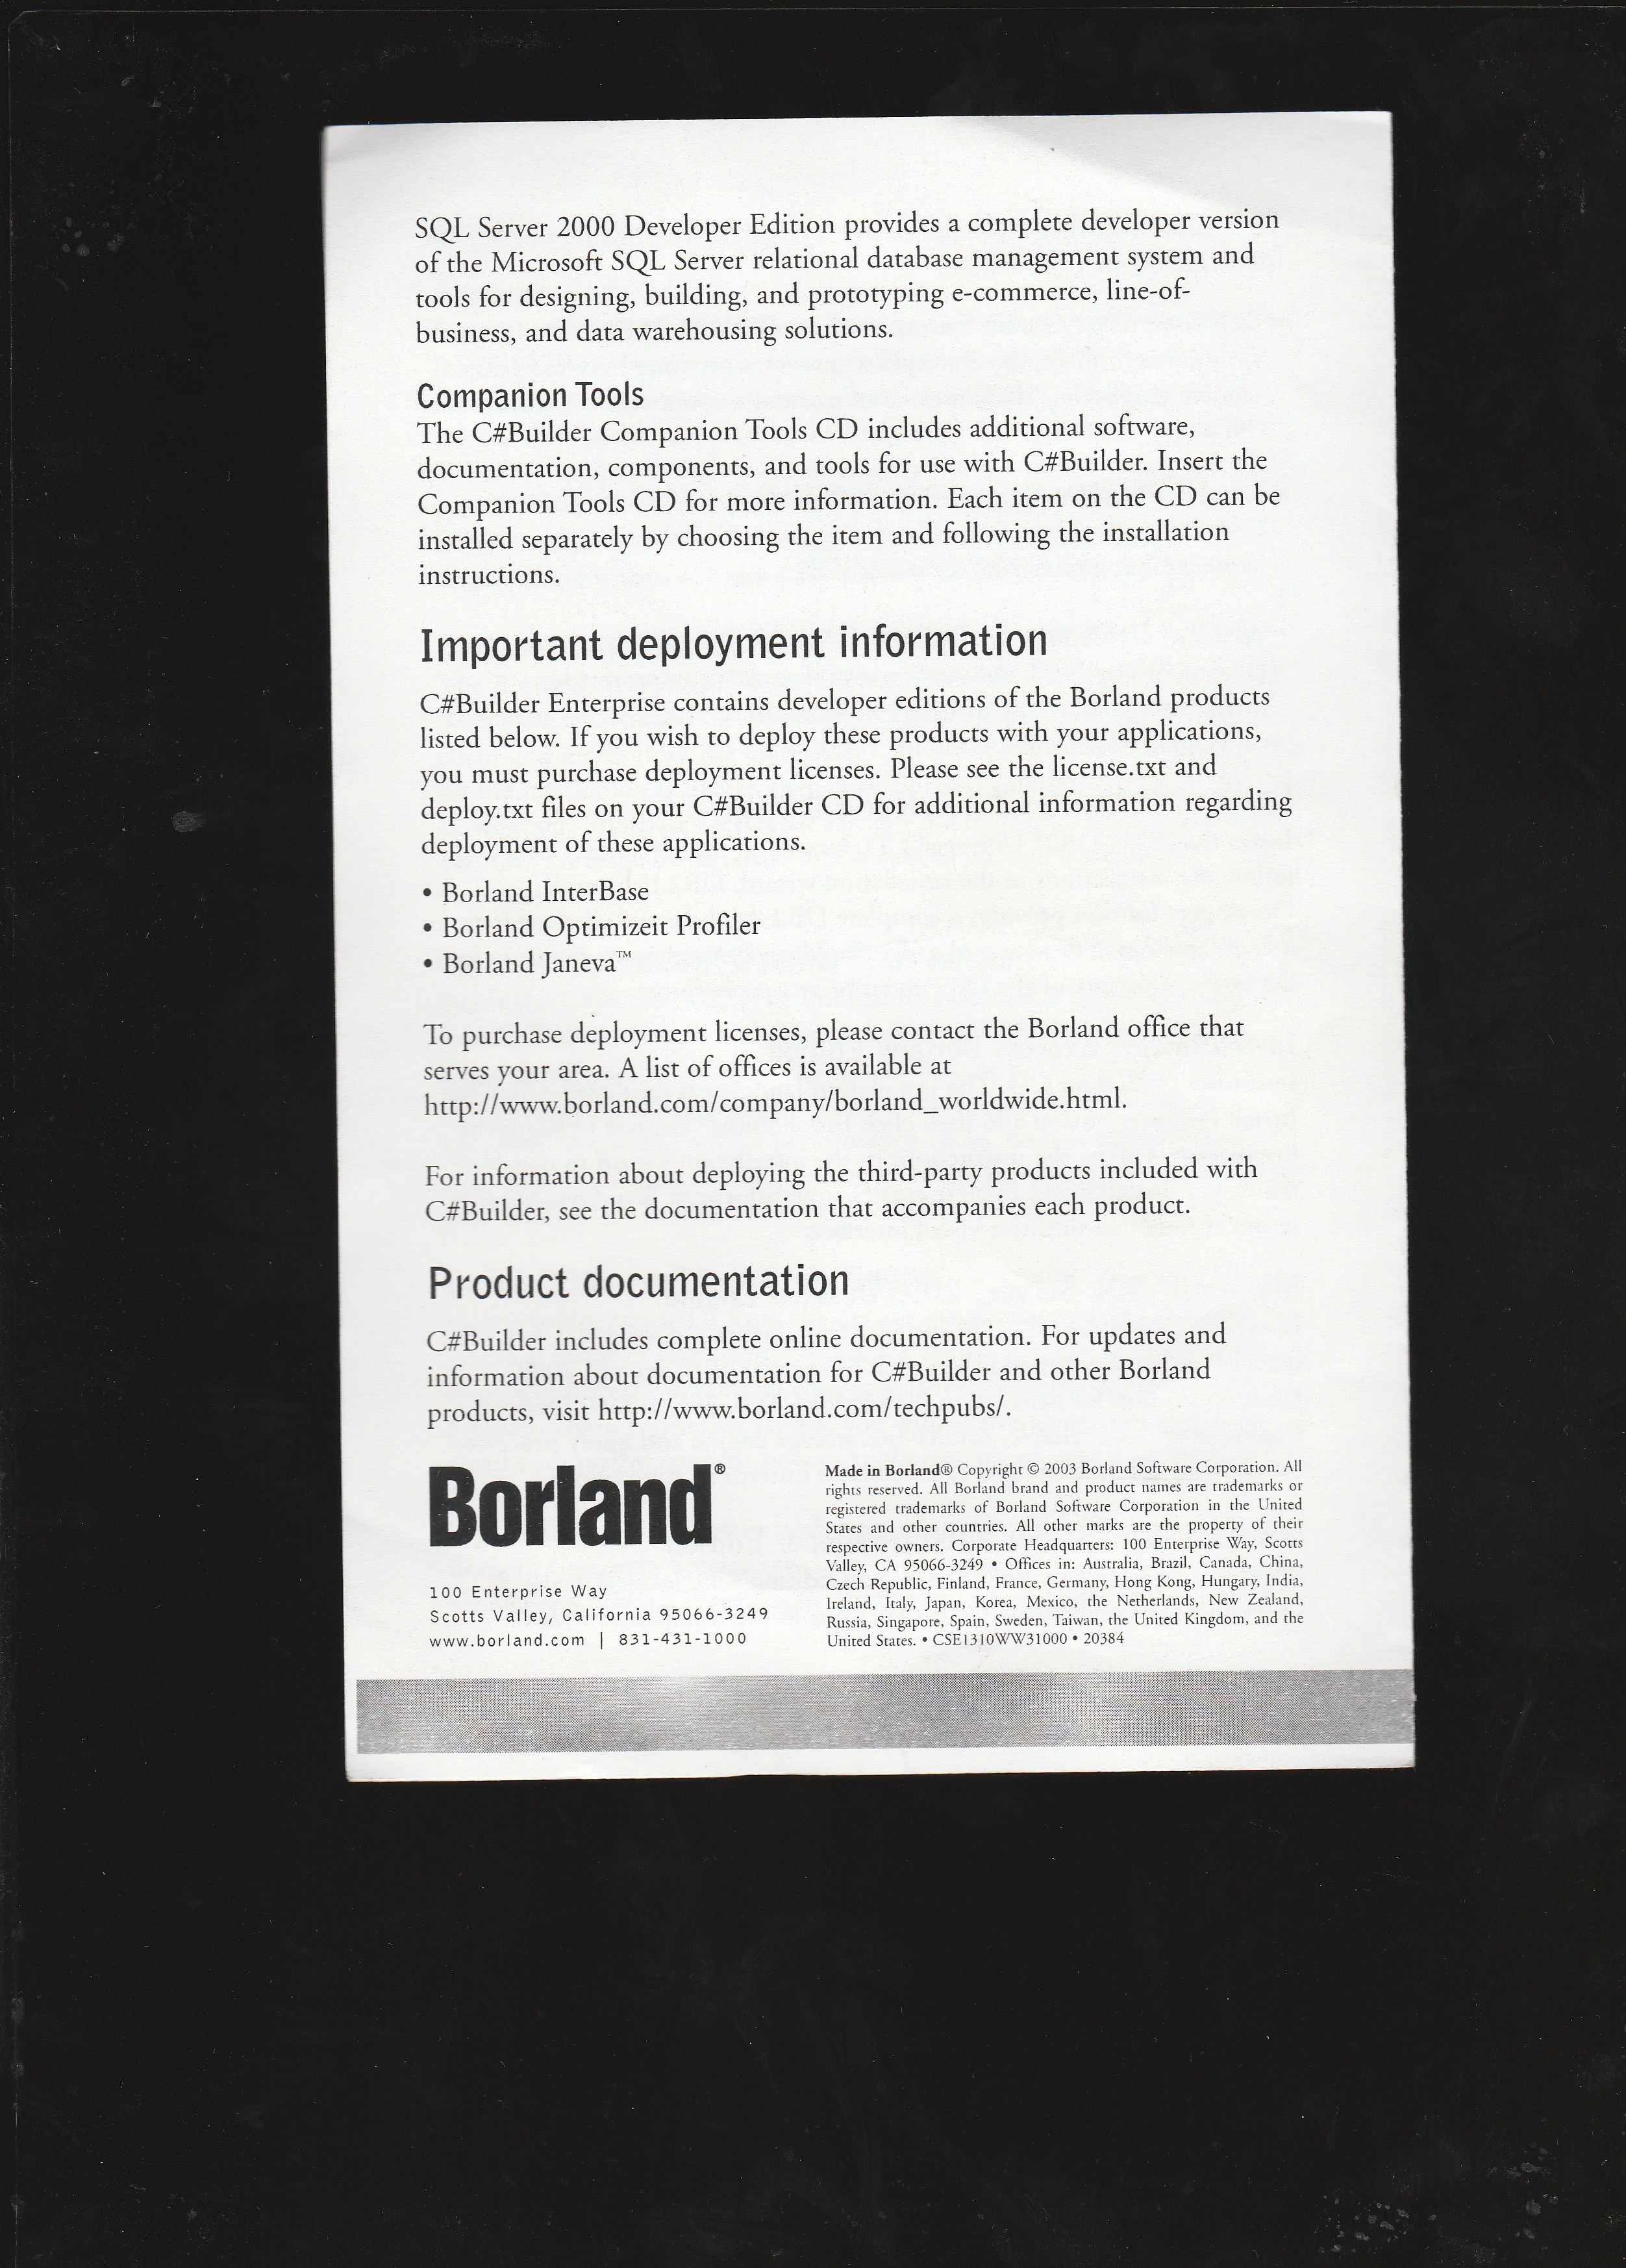 SQL Server 2000 Developer Edition provides a complete developer version
of the Microsoft SQL Server relational database management system and
tools for designing, building, and prototyping e-commerce, line-of-
business, and data warehousing solutions.
Companion Tools
The C#Builder Companion Tools CD includes additional software,
documentation, components, and tools for use with C#Builder. Insert the
Companion Tools CD for more information. Each item on the CD can be
installed separately by choosing the item and following the installation
instructions.
Important deployment information
C#Builder Enterprise contains developer editions of the Borland products
listed below. If you wish to deploy these products with your applications,
you must purchase deployment licenses. Please see the license.txt and
deploy.txt files on your C#Builder CD for additional information regarding
deployment of these applications.
• Borland InterBase
• Borland Optimizeit Profiler
• Borland Janeva™
To purchase deployment licenses, please contact the Borland office that
serves your area. A list of offices is available at
http://www.borland.com/company/borland_worldwide.html.
For information about deploying the third-party products included with
C#Builder, see the documentation that accompanies each product.
Product documentation
C#Builder includes complete online documentation. For updates and
information about documentation for C#Builder and other Borland
products, visit http://www.borland.com/techpubs/.
Borland®
100 Enterprise Way
Scotts Valley, California 95066-3249
www.borland.com | 831-431-1000
Made in Borland® Copyright © 2003 Borland Software Corporation. All
rights reserved. All Borland brand and product names are trademarks or
registered trademarks of Borland Software Corporation in the United
States and other countries. All other marks are the property of their
respective owners. Corporate Headquarters: 100 Enterprise Way, Scotts
Valley, CA 95066-3249 • Offices in: Australia, Brazil, Canada, China,
Czech Republic, Finland, France, Germany, Hong Kong, Hungary, India,
Ireland, Italy, Japan, Korea, Mexico, the Netherlands, New Zealand,
Russia, Singapore, Spain, Sweden, Taiwan, the United Kingdom, and the
United States. • CSE1310WW31000 • 20384